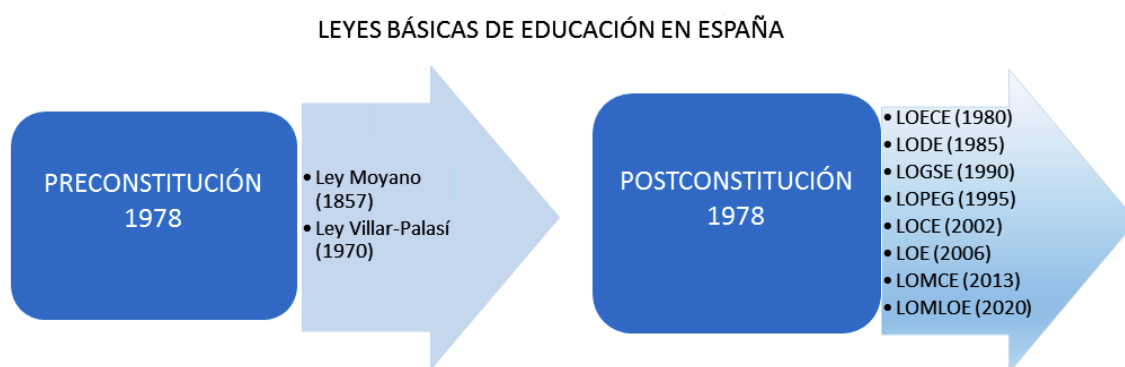 LEYES BÁSICAS DE EDUCACIÓN EN ESPAÑA
PRECONSTITUCIÓN
1978
• Ley Moyano
(1857)
• Ley Villar-Palasí
(1970)
POSTCONSTITUCIÓN
1978
• LOECE (1980)
• LODE (1985)
• LOGSE (1990)
• LOPEG (1995)
• LOCE (2002)
• LOE (2006)
• LOMCE (2013)
• LOMLOE (2020)